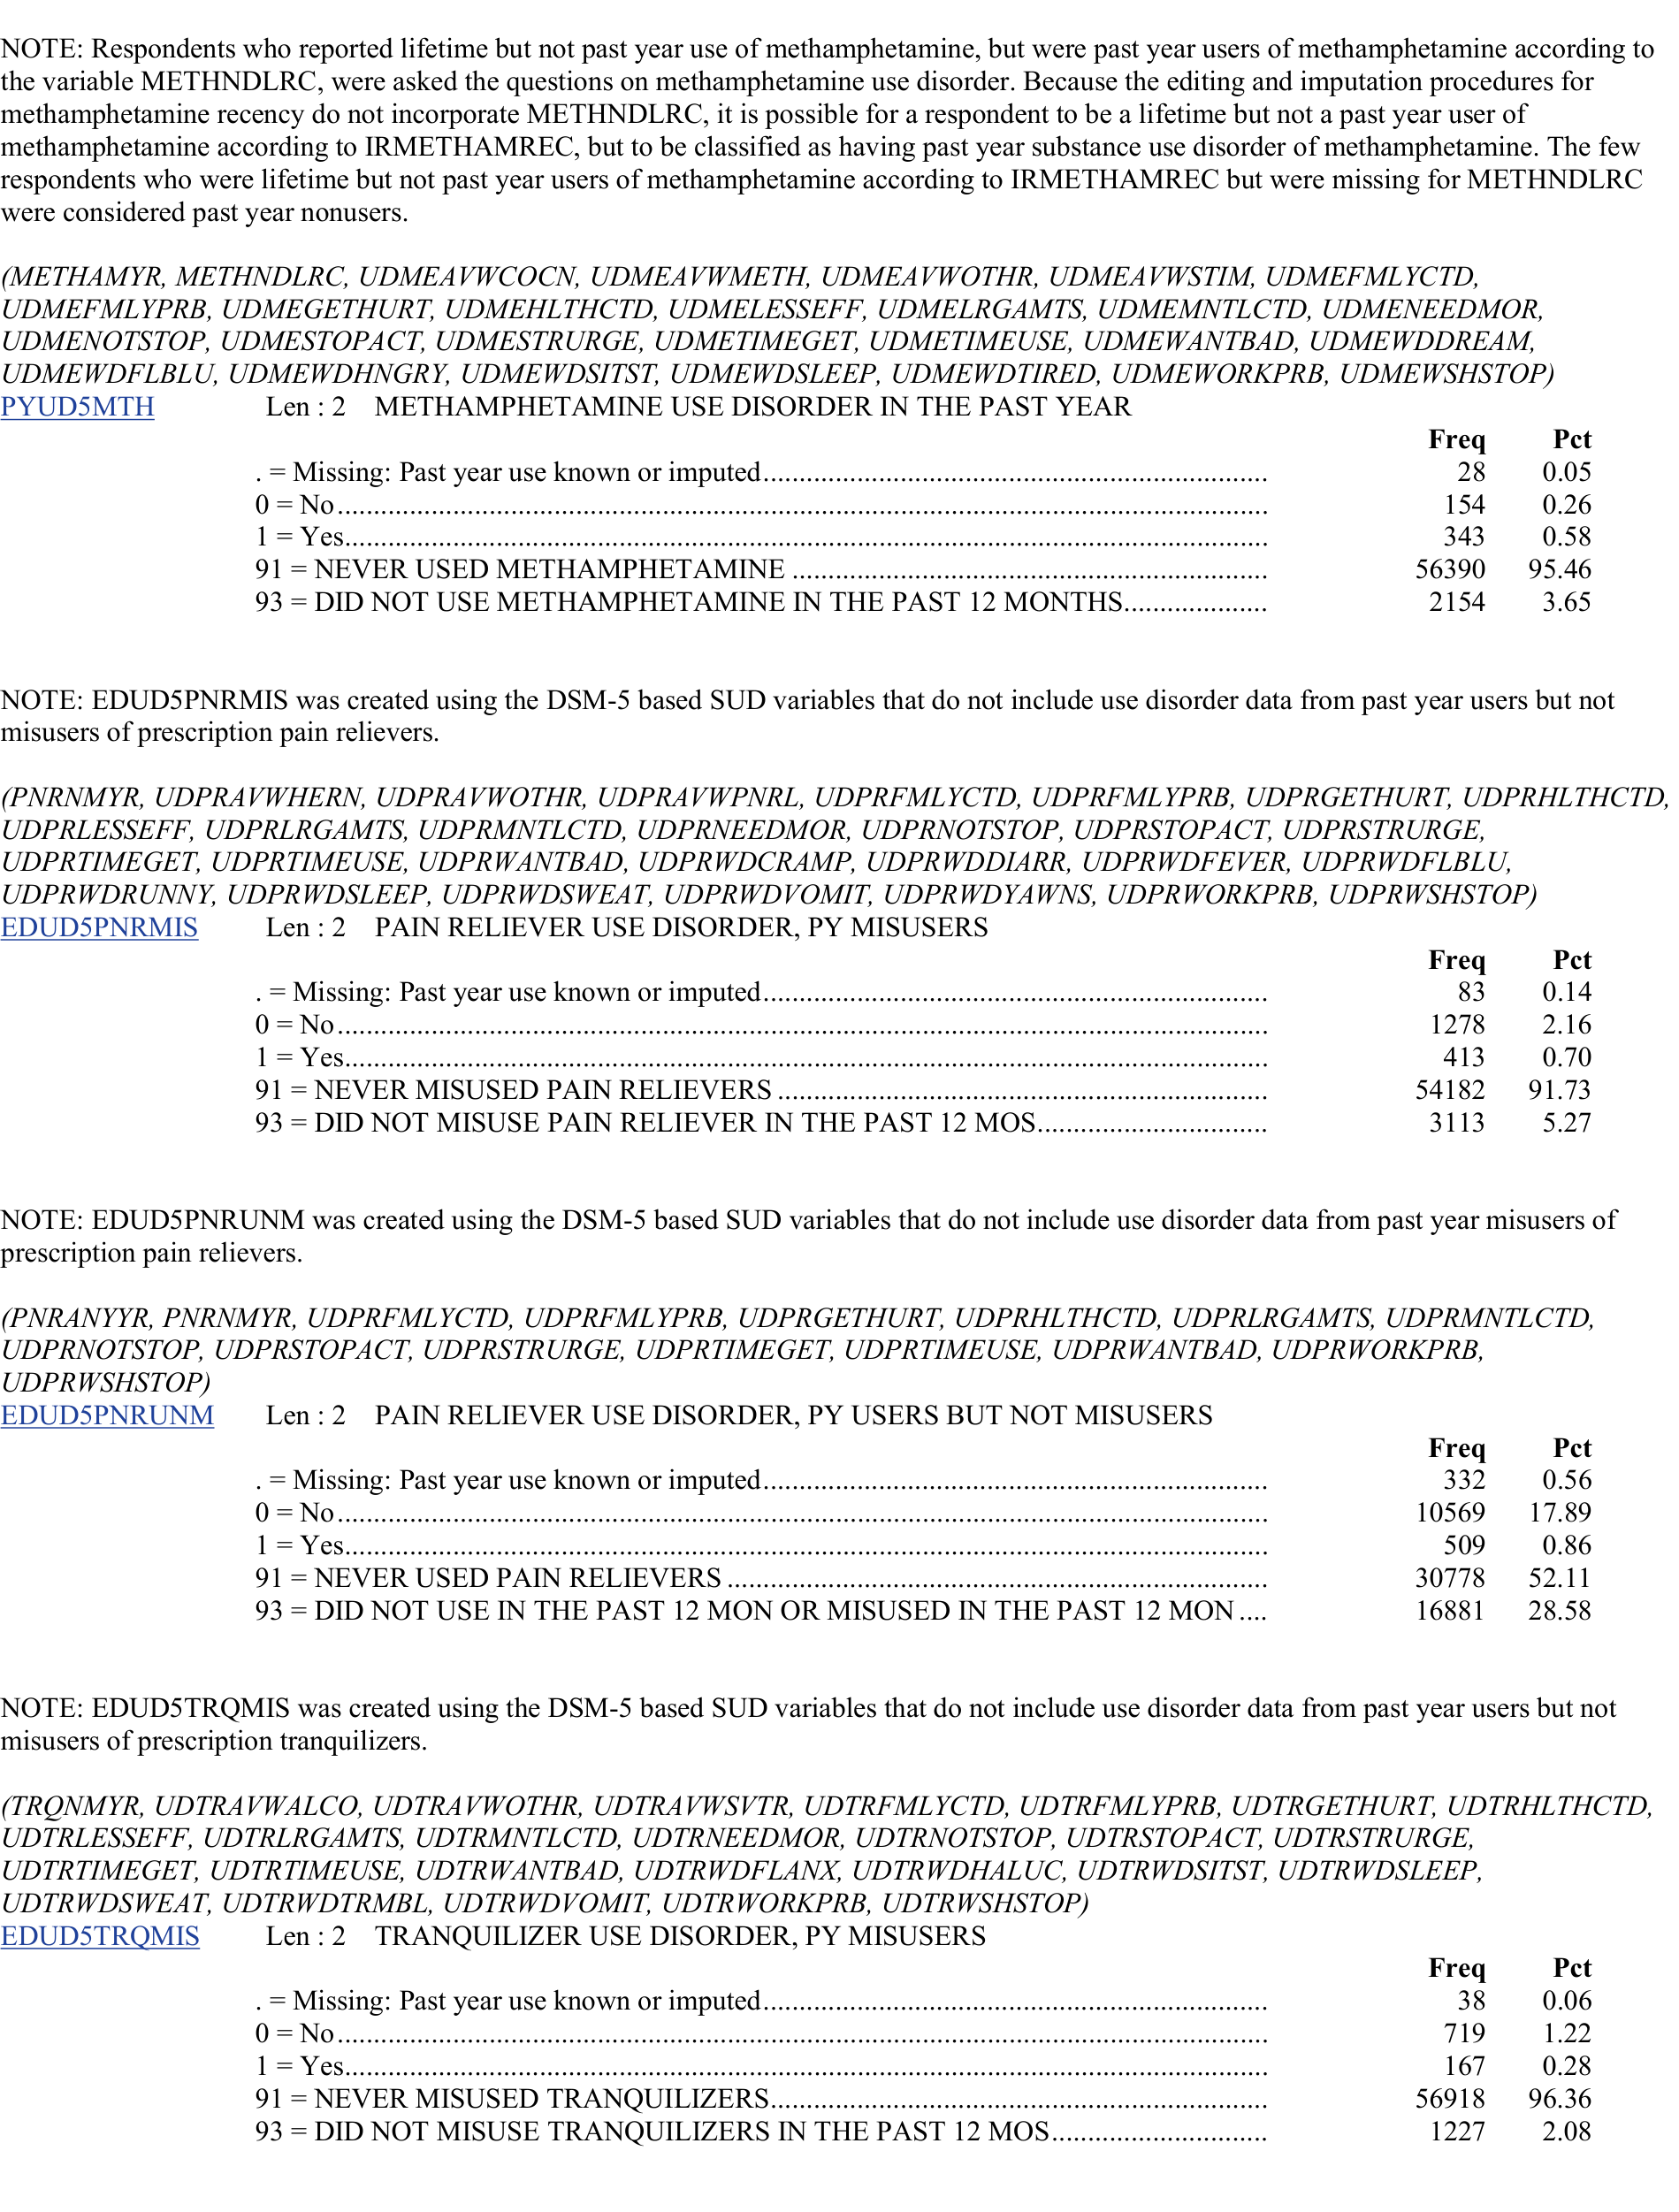 NOTE: Respondents who reported lifetime but not past year use of methamphetamine, but were past year users of methamphetamine according to
the variable METHNDLRC, were asked the questions on methamphetamine use disorder. Because the editing and imputation procedures for
methamphetamine recency do not incorporate METHNDLRC, it is possible for a respondent to be a lifetime but not a past year user of
methamphetamine according to IRMETHAMREC, but to be classified as having past year substance use disorder of methamphetamine. The few
respondents who were lifetime but not past year users of methamphetamine according to IRMETHAMREC but were missing for METHNDLRC
were considered past year nonusers.
(METHAMYR, METHNDLRC, UDMEAVWCOCN, UDMEAVWMETH, UDMEAVWOTHR, UDMEAVWSTIM, UDMEFMLYCTD,
UDMEFMLYPRB, UDMEGETHURT, UDMEHLTHCTD, UDMELESSEFF, UDMELRGAMTS, UDMEMNTLCTD, UDMENEEDMOR,
UDMENOTSTOP, UDMESTOPACT, UDMESTRURGE, UDMETIMEGET, UDMETIMEUSE, UDMEWANTBAD, UDMEWDDREAM,
UDMEWDFLBLU, UDMEWDHNGRY, UDMEWDSITST, UDMEWDSLEEP, UDMEWDTIRED, UDMEWORKPRB, UDMEWSHSTOP)
PYUD5MTH Len : 2 METHAMPHETAMINE USE DISORDER IN THE PAST YEAR
Freq Pct
. = Missing: Past year use known or imputed..................................................................... 28 0.05
0 = No............................................................................................................................... 154 0.26
1 = Yes.............................................................................................................................. 343 0.58
91 = NEVER USED METHAMPHETAMINE ................................................................. 56390 95.46
93 = DID NOT USE METHAMPHETAMINE IN THE PAST 12 MONTHS.................... 2154 3.65
NOTE: EDUD5PNRMIS was created using the DSM-5 based SUD variables that do not include use disorder data from past year users but not
misusers of prescription pain relievers.
(PNRNMYR, UDPRAVWHERN, UDPRAVWOTHR, UDPRAVWPNRL, UDPRFMLYCTD, UDPRFMLYPRB, UDPRGETHURT, UDPRHLTHCTD,
UDPRLESSEFF, UDPRLRGAMTS, UDPRMNTLCTD, UDPRNEEDMOR, UDPRNOTSTOP, UDPRSTOPACT, UDPRSTRURGE,
UDPRTIMEGET, UDPRTIMEUSE, UDPRWANTBAD, UDPRWDCRAMP, UDPRWDDIARR, UDPRWDFEVER, UDPRWDFLBLU,
UDPRWDRUNNY, UDPRWDSLEEP, UDPRWDSWEAT, UDPRWDVOMIT, UDPRWDYAWNS, UDPRWORKPRB, UDPRWSHSTOP)
EDUD5PNRMIS Len : 2 PAIN RELIEVER USE DISORDER, PY MISUSERS
Freq Pct
. = Missing: Past year use known or imputed..................................................................... 83 0.14
0 = No............................................................................................................................... 1278 2.16
1 = Yes.............................................................................................................................. 413 0.70
91 = NEVER MISUSED PAIN RELIEVERS ................................................................... 54182 91.73
93 = DID NOT MISUSE PAIN RELIEVER IN THE PAST 12 MOS................................ 3113 5.27
NOTE: EDUD5PNRUNM was created using the DSM-5 based SUD variables that do not include use disorder data from past year misusers of
prescription pain relievers.
(PNRANYYR, PNRNMYR, UDPRFMLYCTD, UDPRFMLYPRB, UDPRGETHURT, UDPRHLTHCTD, UDPRLRGAMTS, UDPRMNTLCTD,
UDPRNOTSTOP, UDPRSTOPACT, UDPRSTRURGE, UDPRTIMEGET, UDPRTIMEUSE, UDPRWANTBAD, UDPRWORKPRB,
UDPRWSHSTOP)
EDUD5PNRUNM Len : 2 PAIN RELIEVER USE DISORDER, PY USERS BUT NOT MISUSERS
Freq Pct
. = Missing: Past year use known or imputed..................................................................... 332 0.56
0 = No............................................................................................................................... 10569 17.89
1 = Yes.............................................................................................................................. 509 0.86
91 = NEVER USED PAIN RELIEVERS .......................................................................... 30778 52.11
93 = DID NOT USE IN THE PAST 12 MON OR MISUSED IN THE PAST 12 MON .... 16881 28.58
NOTE: EDUD5TRQMIS was created using the DSM-5 based SUD variables that do not include use disorder data from past year users but not
misusers of prescription tranquilizers.
(TRQNMYR, UDTRAVWALCO, UDTRAVWOTHR, UDTRAVWSVTR, UDTRFMLYCTD, UDTRFMLYPRB, UDTRGETHURT, UDTRHLTHCTD,
UDTRLESSEFF, UDTRLRGAMTS, UDTRMNTLCTD, UDTRNEEDMOR, UDTRNOTSTOP, UDTRSTOPACT, UDTRSTRURGE,
UDTRTIMEGET, UDTRTIMEUSE, UDTRWANTBAD, UDTRWDFLANX, UDTRWDHALUC, UDTRWDSITST, UDTRWDSLEEP,
UDTRWDSWEAT, UDTRWDTRMBL, UDTRWDVOMIT, UDTRWORKPRB, UDTRWSHSTOP)
EDUD5TRQMIS Len : 2 TRANQUILIZER USE DISORDER, PY MISUSERS
Freq Pct
. = Missing: Past year use known or imputed..................................................................... 38 0.06
0 = No............................................................................................................................... 719 1.22
1 = Yes.............................................................................................................................. 167 0.28
91 = NEVER MISUSED TRANQUILIZERS.................................................................... 56918 96.36
93 = DID NOT MISUSE TRANQUILIZERS IN THE PAST 12 MOS.............................. 1227 2.08